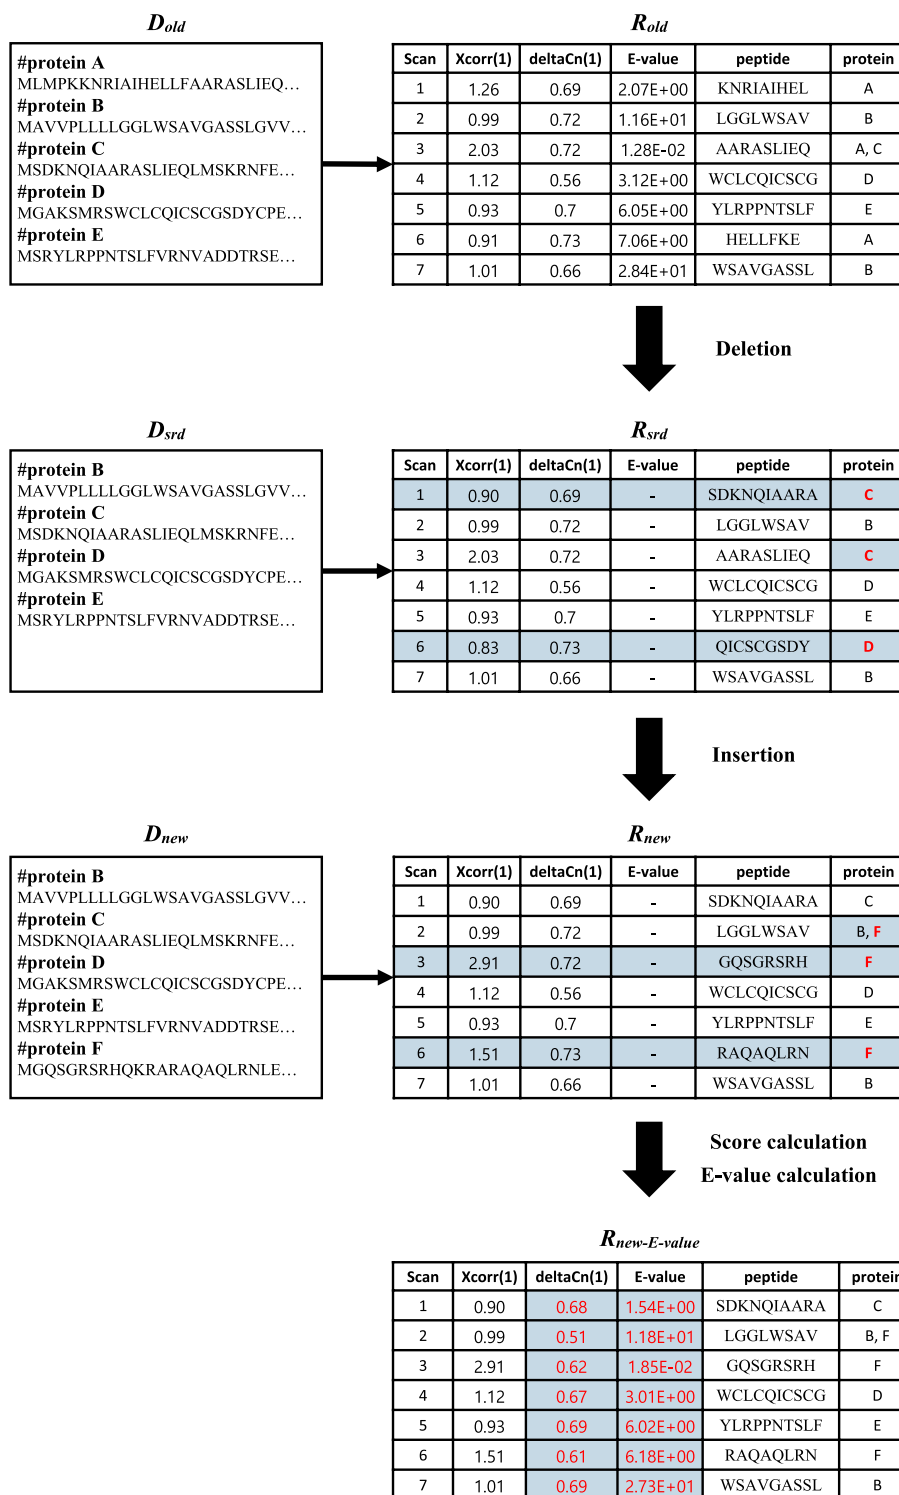 D_old
#protein A
MLMPKKNRIAIHELLFAARASLIEQ...
#protein B
MAVVPLLLLGGLWSAVGASSLGVV...
#protein C
MSDKNQIAARASLIEQLMSKRNFE...
#protein D
MGAKSMRSWCLCQICSCGSDYCPE...
#protein E
MSRYLRPPNTSLFVRNVADDTRSE...
R_old
Scan Xcorr(1) deltaCn(1) E-value peptide protein
1 1.26 0.69 2.07E+00 KNRIAIHEL A
2 0.99 0.72 1.16E+01 LGGLWSAV B
3 2.03 0.72 1.28E-02 AARASLIEQ A, C
4 1.12 0.56 3.12E+00 WCLCQICSCG D
5 0.93 0.7 6.05E+00 YLRPPNTSLF E
6 0.91 0.73 7.06E+00 HELLFKE A
7 1.01 0.66 2.84E+01 WSAVGASSL B
Deletion
D_srd
#protein B
MAVVPLLLLGGLWSAVGASSLGVV...
#protein C
MSDKNQIAARASLIEQLMSKRNFE...
#protein D
MGAKSMRSWCLCQICSCGSDYCPE...
#protein E
MSRYLRPPNTSLFVRNVADDTRSE...
R_srd
Scan Xcorr(1) deltaCn(1) E-value peptide protein
1 0.90 0.69 - SDKNQIAARA C
2 0.99 0.72 - LGGLWSAV B
3 2.03 0.72 - AARASLIEQ C
4 1.12 0.56 - WCLCQICSCG D
5 0.93 0.7 - YLRPPNTSLF E
6 0.83 0.73 - QICSCGSDY D
7 1.01 0.66 - WSAVGASSL B
Insertion
D_new
#protein B
MAVVPLLLLGGLWSAVGASSLGVV...
#protein C
MSDKNQIAARASLIEQLMSKRNFE...
#protein D
MGAKSMRSWCLCQICSCGSDYCPE...
#protein E
MSRYLRPPNTSLFVRNVADDTRSE...
#protein F
MGQSGRSRHQKRARAQAQLRNLE...
R_new
Scan Xcorr(1) deltaCn(1) E-value peptide protein
1 0.90 0.69 - SDKNQIAARA C
2 0.99 0.72 - LGGLWSAV B, F
3 2.91 0.72 - GQSGRSRH F
4 1.12 0.56 - WCLCQICSCG D
5 0.93 0.7 - YLRPPNTSLF E
6 1.51 0.73 - RAQAQLRN F
7 1.01 0.66 - WSAVGASSL B
Score calculation
E-value calculation
R_new-E-value
Scan Xcorr(1) deltaCn(1) E-value peptide protein
1 0.90 0.68 1.54E+00 SDKNQIAARA C
2 0.99 0.51 1.18E+01 LGGLWSAV B, F
3 2.91 0.62 1.85E-02 GQSGRSRH F
4 1.12 0.67 3.01E+00 WCLCQICSCG D
5 0.93 0.69 6.02E+00 YLRPPNTSLF E
6 1.51 0.61 6.18E+00 RAQAQLRN F
7 1.01 0.69 2.73E+01 WSAVGASSL B